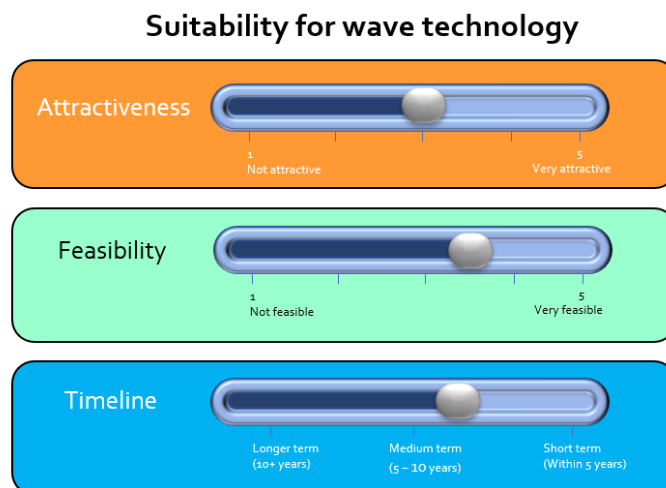 Suitability for wave technology
Attractiveness
1
5
Not attractive
Very attractive
Feasibility
1
5
Not feasible
Very feasible
Timeline
Longer term
(10+ years)
Medium term
(5 – 10 years)
Short term
(Within 5 years)